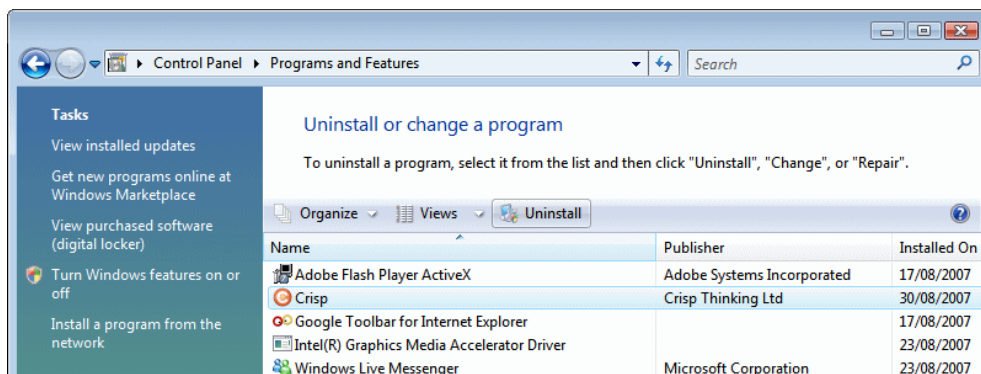 Control Panel Programs and Features
Search
Tasks
View installed updates
Get new programs online at
Windows Marketplace
View purchased software
(digital locker)
Turn Windows features on or
off
Install a program from the
network
Uninstall or change a program
To uninstall a program, select it from the list and then click "Uninstall", "Change", or "Repair".
Organize Views Uninstall
Name Publisher Installed On
Adobe Flash Player ActiveX Adobe Systems Incorporated 17/08/2007
Crisp Crisp Thinking Ltd 30/08/2007
Google Toolbar for Internet Explorer 17/08/2007
Intel(R) Graphics Media Accelerator Driver 23/08/2007
Windows Live Messenger Microsoft Corporation 23/08/2007